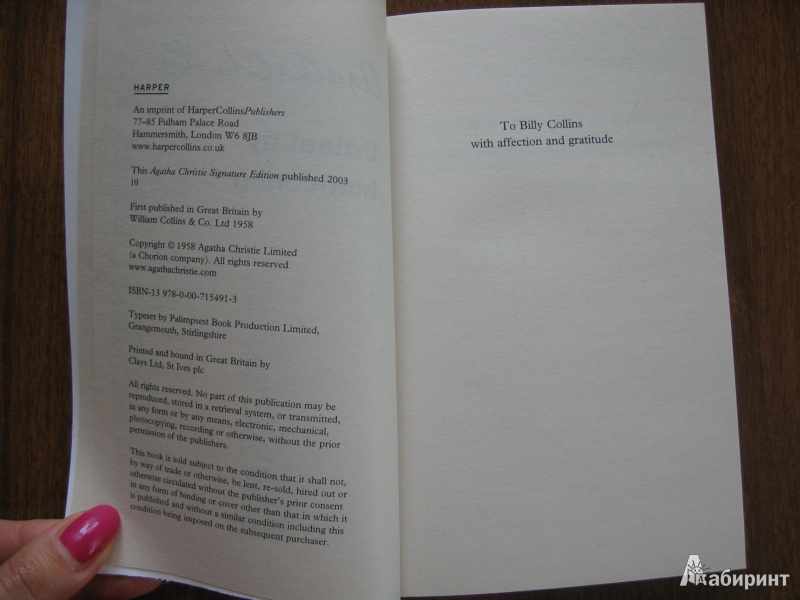 HARPER
An imprint of HarperCollinsPublishers
77–85 Fulham Palace Road
Hammersmith, London W6 8JB
www.harpercollins.co.uk
This Agatha Christie Signature Edition published 2003
10
First published in Great Britain by
William Collins & Co. Ltd 1958
Copyright © 1958 Agatha Christie Limited
(a Chorion company). All rights reserved.
www.agathachristie.com
ISBN-13 978-0-00-715491-3
Typeset by Palimpsest Book Production Limited,
Grangemouth, Stirlingshire
Printed and bound in Great Britain by
Clays Ltd, St Ives plc
All rights reserved. No part of this publication may be
reproduced, stored in a retrieval system, or transmitted,
in any form or by any means, electronic, mechanical,
photocopying, recording or otherwise, without the prior
permission of the publishers.
This book is sold subject to the condition that it shall not,
by way of trade or otherwise, be lent, re-sold, hired out or
otherwise circulated without the publisher's prior consent
in any form of binding or cover other than that in which it
is published and without a similar condition including this
condition being imposed on the subsequent purchaser.
To Billy Collins
with affection and gratitude
Лабиринт